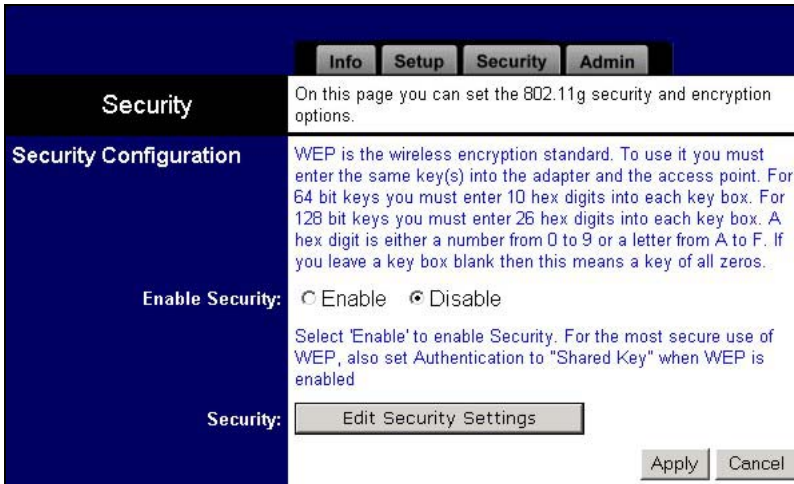 Info Setup Security Admin
Security
On this page you can set the 802.11g security and encryption
options.
Security Configuration
WEP is the wireless encryption standard. To use it you must
enter the same key(s) into the adapter and the access point. For
64 bit keys you must enter 10 hex digits into each key box. For
128 bit keys you must enter 26 hex digits into each key box. A
hex digit is either a number from 0 to 9 or a letter from A to F. If
you leave a key box blank then this means a key of all zeros.
Enable Security: Enable Disable
Select 'Enable' to enable Security. For the most secure use of
WEP, also set Authentication to "Shared Key" when WEP is
enabled
Security: Edit Security Settings
Apply Cancel